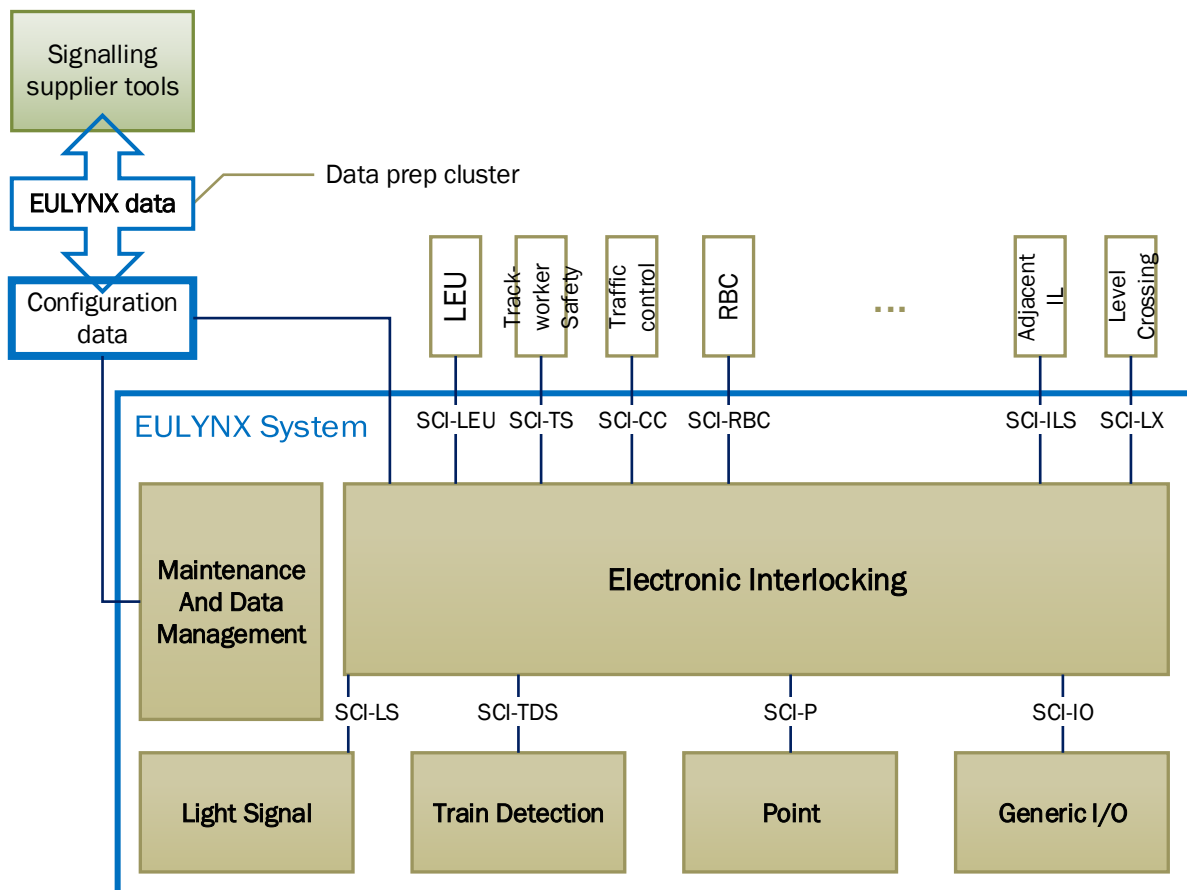 Signalling
supplier tools
Data prep cluster
EULYNX data
Configuration
data
LEU
Track-
worker
Safety
Traffic
control
RBC
...
Adjacent
IL
Level
Crossing
SCI-LEU
SCI-TS
SCI-CC
SCI-RBC
SCI-ILS
SCI-LX
EULYNX System
Maintenance
And Data
Management
Electronic Interlocking
SCI-LS
SCI-TDS
SCI-P
SCI-IO
Light Signal
Train Detection
Point
Generic I/O